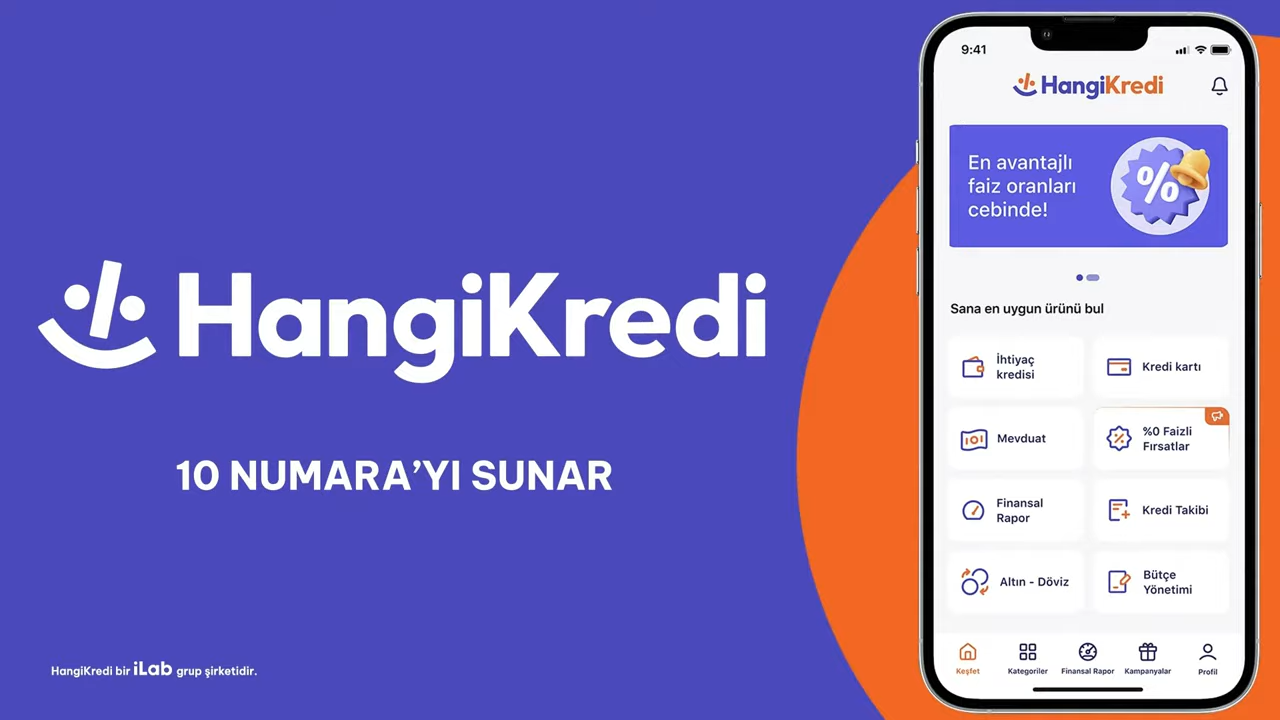 HangiKredi
10 NUMARA’YI SUNAR
HangiKredi bir iLab grup şirketidir.
9:41
HangiKredi
En avantajlı
faiz oranları
cebinde!
%
Sana en uygun ürünü bul
İhtiyaç
kredisi
Kredi kartı
Mevduat
%0 Faizli
Fırsatlar
Finansal
Rapor
Kredi Takibi
Altın - Döviz
Bütçe
Yönetimi
Keşfet
Kategoriler
Finansal Rapor
Kampanyalar
Profil